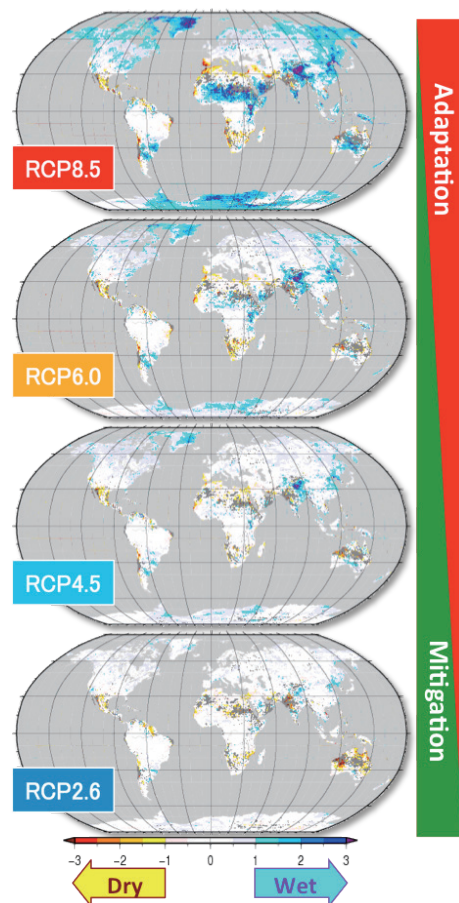 RCP8.5
Adaptation
RCP6.0
RCP4.5
Mitigation
RCP2.6
-3 -2 -1 0 1 2 3
Dry Wet